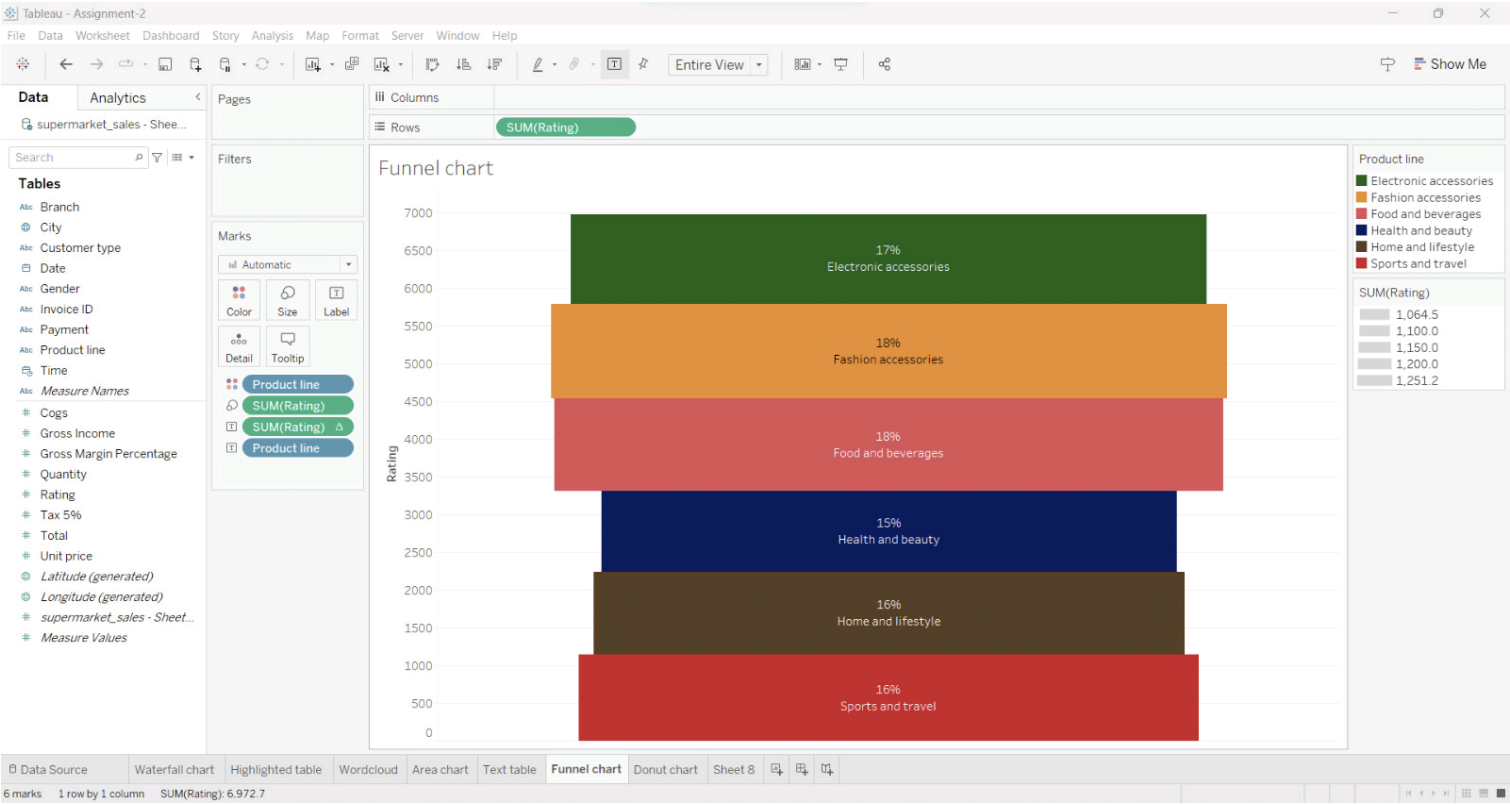 Tableau - Assignment-2
File Data Worksheet Dashboard Story Analysis Map Format Server Window Help
Entire View
Show Me
Data Analytics
supermarket_sales - Shee...
Search
Tables
Abc Branch
City
Abc Customer type
Date
Abc Gender
Abc Invoice ID
Abc Payment
Abc Product line
Time
Abc Measure Names
# Cogs
# Gross Income
# Gross Margin Percentage
# Quantity
# Rating
# Tax 5%
# Total
# Unit price
Latitude (generated)
Longitude (generated)
# supermarket_sales - Sheet...
# Measure Values
Pages
Filters
Marks
Automatic
Color Size Label
Detail Tooltip
Product line
SUM(Rating)
T SUM(Rating) Δ
T Product line
iii Columns
Rows SUM(Rating)
Funnel chart
Rating
7000
6500
6000
5500
5000
4500
4000
3500
3000
2500
2000
1500
1000
500
0
17%
Electronic accessories
18%
Fashion accessories
18%
Food and beverages
15%
Health and beauty
16%
Home and lifestyle
16%
Sports and travel
Product line
Electronic accessories
Fashion accessories
Food and beverages
Health and beauty
Home and lifestyle
Sports and travel
SUM(Rating)
1,064.5
1,100.0
1,150.0
1,200.0
1,251.2
Data Source Waterfall chart Highlighted table Wordcloud Area chart Text table Funnel chart Donut chart Sheet 8
6 marks 1 row by 1 column SUM(Rating): 6,972.7